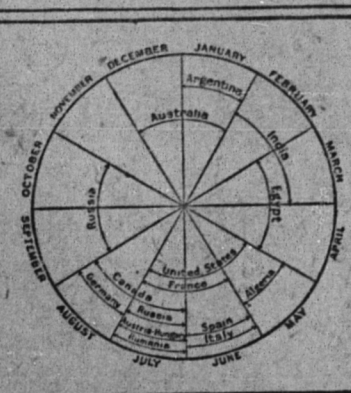 JANUARY
FEBRUARY
MARCH
APRIL
MAY
JUNE
JULY
AUGUST
SEPTEMBER
OCTOBER
NOVEMBER
DECEMBER
Argentina
Australia
India
Egypt
Russia
United States
France
Algeria
Canada
Germany
Russia
Austria-Hungary
Rumania
Spain
Italy